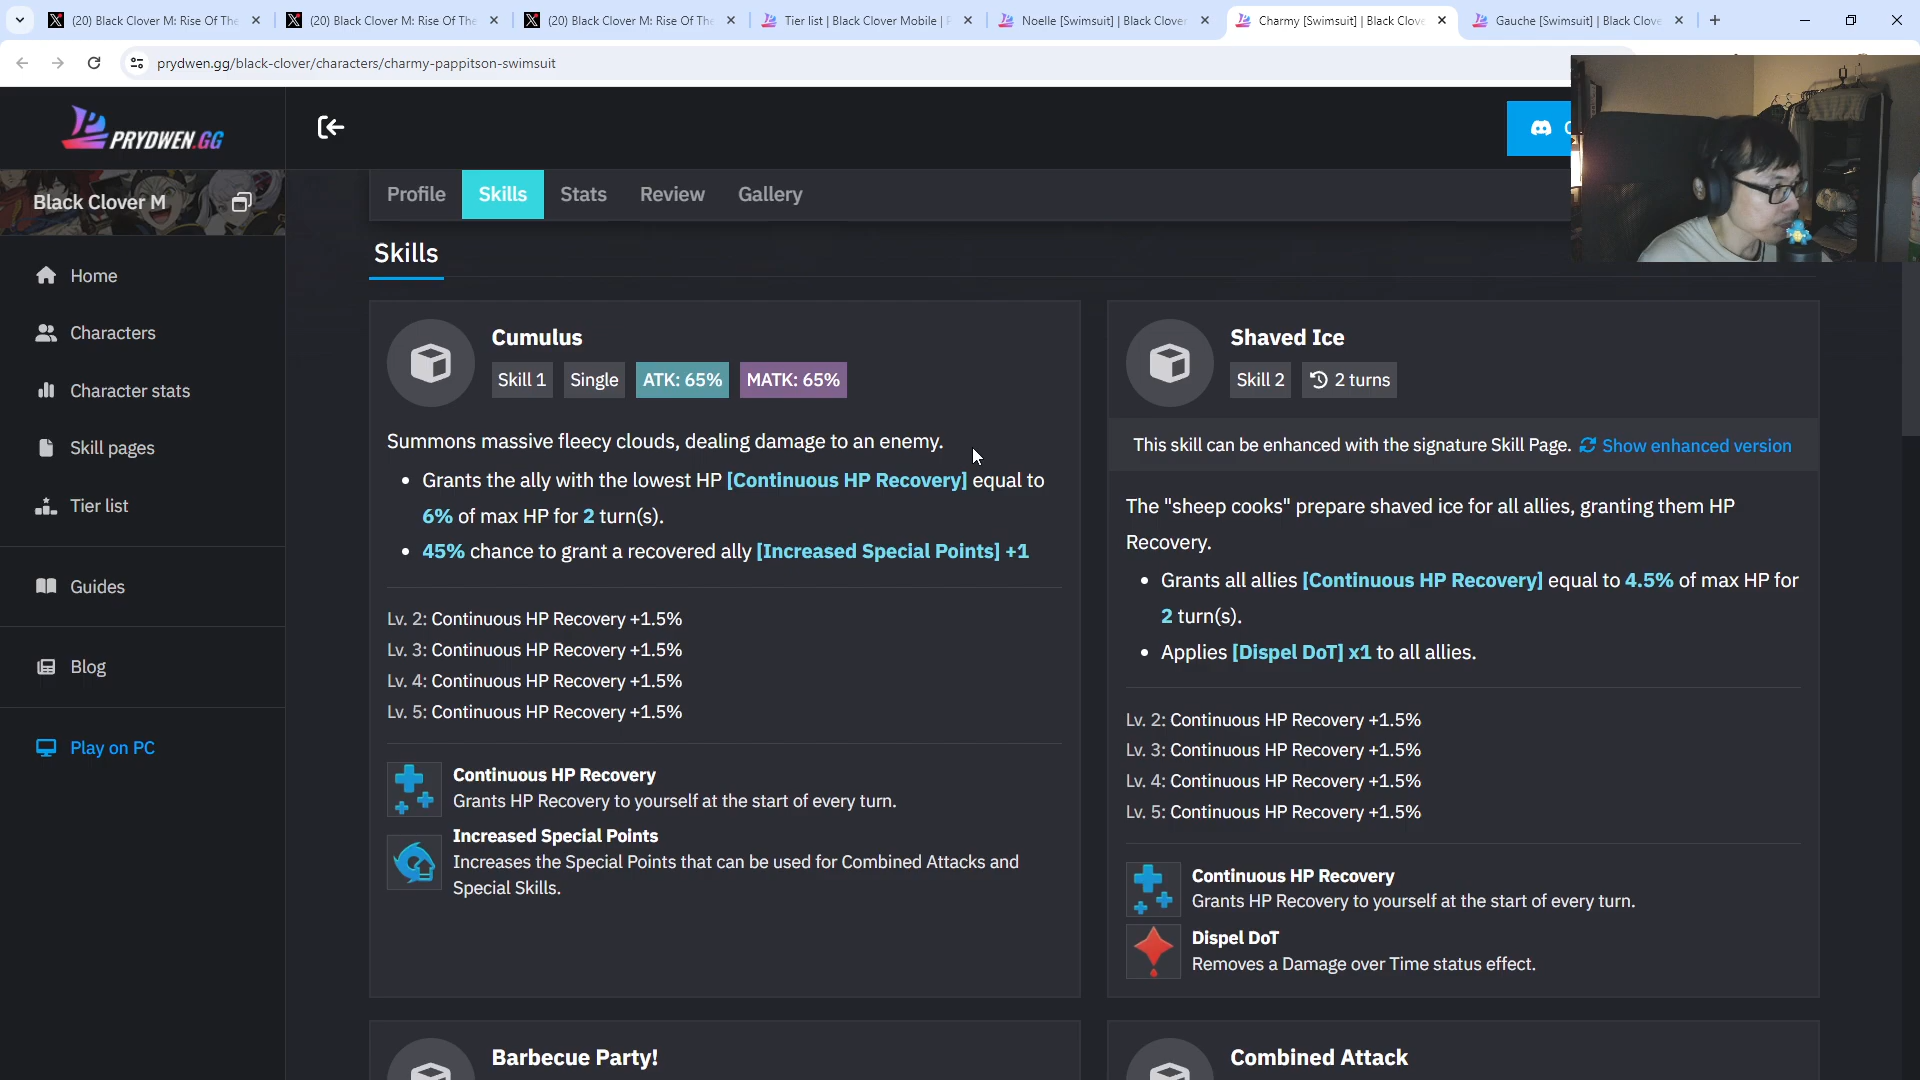 (20) Black Clover M: Rise Of The
(20) Black Clover M: Rise Of The
(20) Black Clover M: Rise Of The
Tier list | Black Clover Mobile |
Noelle [Swimsuit] | Black Clover
Charmy [Swimsuit] | Black Clove
Gauche [Swimsuit] | Black Clove
prydwen.gg/black-clover/characters/charmy-pappitson-swimsuit
PRYDWEN.GG
Black Clover M
Home
Characters
Character stats
Skill pages
Tier list
Guides
Blog
Play on PC
Profile
Skills
Stats
Review
Gallery
Skills
Cumulus
Skill 1
Single
ATK: 65%
MATK: 65%
Summons massive fleecy clouds, dealing damage to an enemy.
• Grants the ally with the lowest HP [Continuous HP Recovery] equal to
6% of max HP for 2 turn(s).
• 45% chance to grant a recovered ally [Increased Special Points] +1
Lv. 2: Continuous HP Recovery +1.5%
Lv. 3: Continuous HP Recovery +1.5%
Lv. 4: Continuous HP Recovery +1.5%
Lv. 5: Continuous HP Recovery +1.5%
Continuous HP Recovery
Grants HP Recovery to yourself at the start of every turn.
Increased Special Points
Increases the Special Points that can be used for Combined Attacks and
Special Skills.
Shaved Ice
Skill 2
2 turns
This skill can be enhanced with the signature Skill Page. Show enhanced version
The "sheep cooks" prepare shaved ice for all allies, granting them HP
Recovery.
• Grants all allies [Continuous HP Recovery] equal to 4.5% of max HP for
2 turn(s).
• Applies [Dispel DoT] x1 to all allies.
Lv. 2: Continuous HP Recovery +1.5%
Lv. 3: Continuous HP Recovery +1.5%
Lv. 4: Continuous HP Recovery +1.5%
Lv. 5: Continuous HP Recovery +1.5%
Continuous HP Recovery
Grants HP Recovery to yourself at the start of every turn.
Dispel DoT
Removes a Damage over Time status effect.
Barbecue Party!
Combined Attack